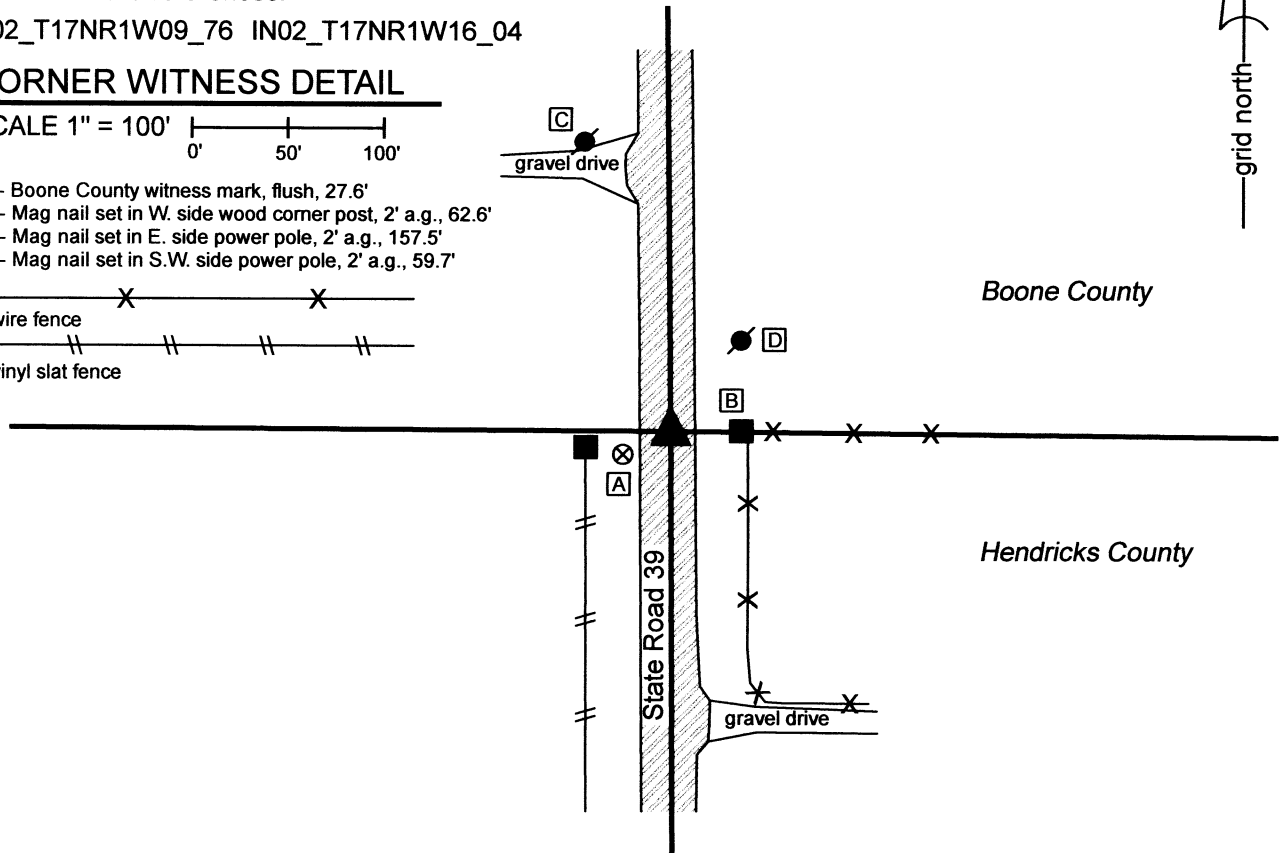 02_T17NR1W09_76 IN02_T17NR1W16_04
ORNER WITNESS DETAIL
CALE 1" = 100'
0' 50' 100'
- Boone County witness mark, flush, 27.6'
- Mag nail set in W. side wood corner post, 2' a.g., 62.6'
- Mag nail set in E. side power pole, 2' a.g., 157.5'
- Mag nail set in S.W. side power pole, 2' a.g., 59.7'
wire fence
vinyl slat fence
C
gravel drive
grid north
Boone County
D
B
A
Hendricks County
State Road 39
gravel drive